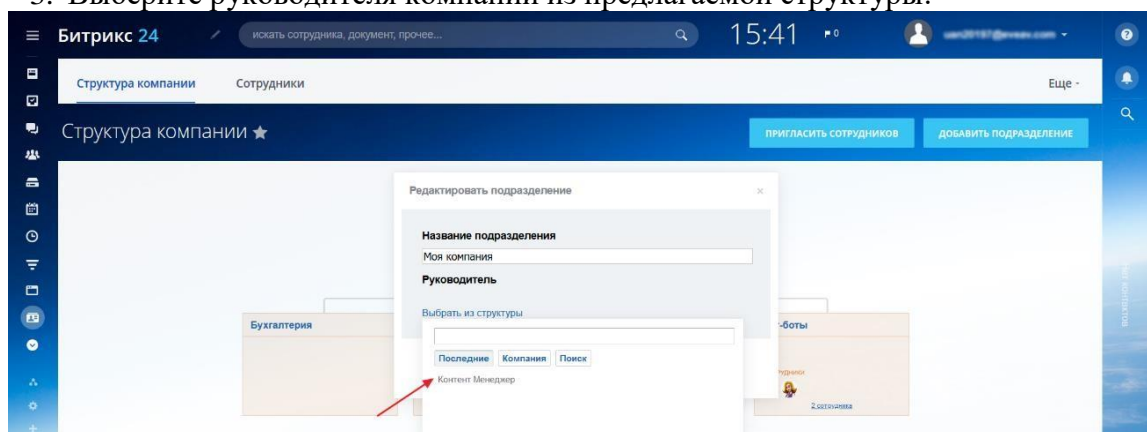 3. Выберите руководителя компании из предлагаемой структуры.
Битрикс 24
искать сотрудника, документ, прочее...
15:41
0
Структура компании
Сотрудники
Еще
Структура компании
ПРИГЛАСИТЬ СОТРУДНИКОВ
ДОБАВИТЬ ПОДРАЗДЕЛЕНИЕ
Редактировать подразделение
Название подразделения
Моя компания
Руководитель
Выбрать из структуры
Бухгалтерия
-боты
Последние
Компания
Поиск
Контент Менеджер
2 сотрудника